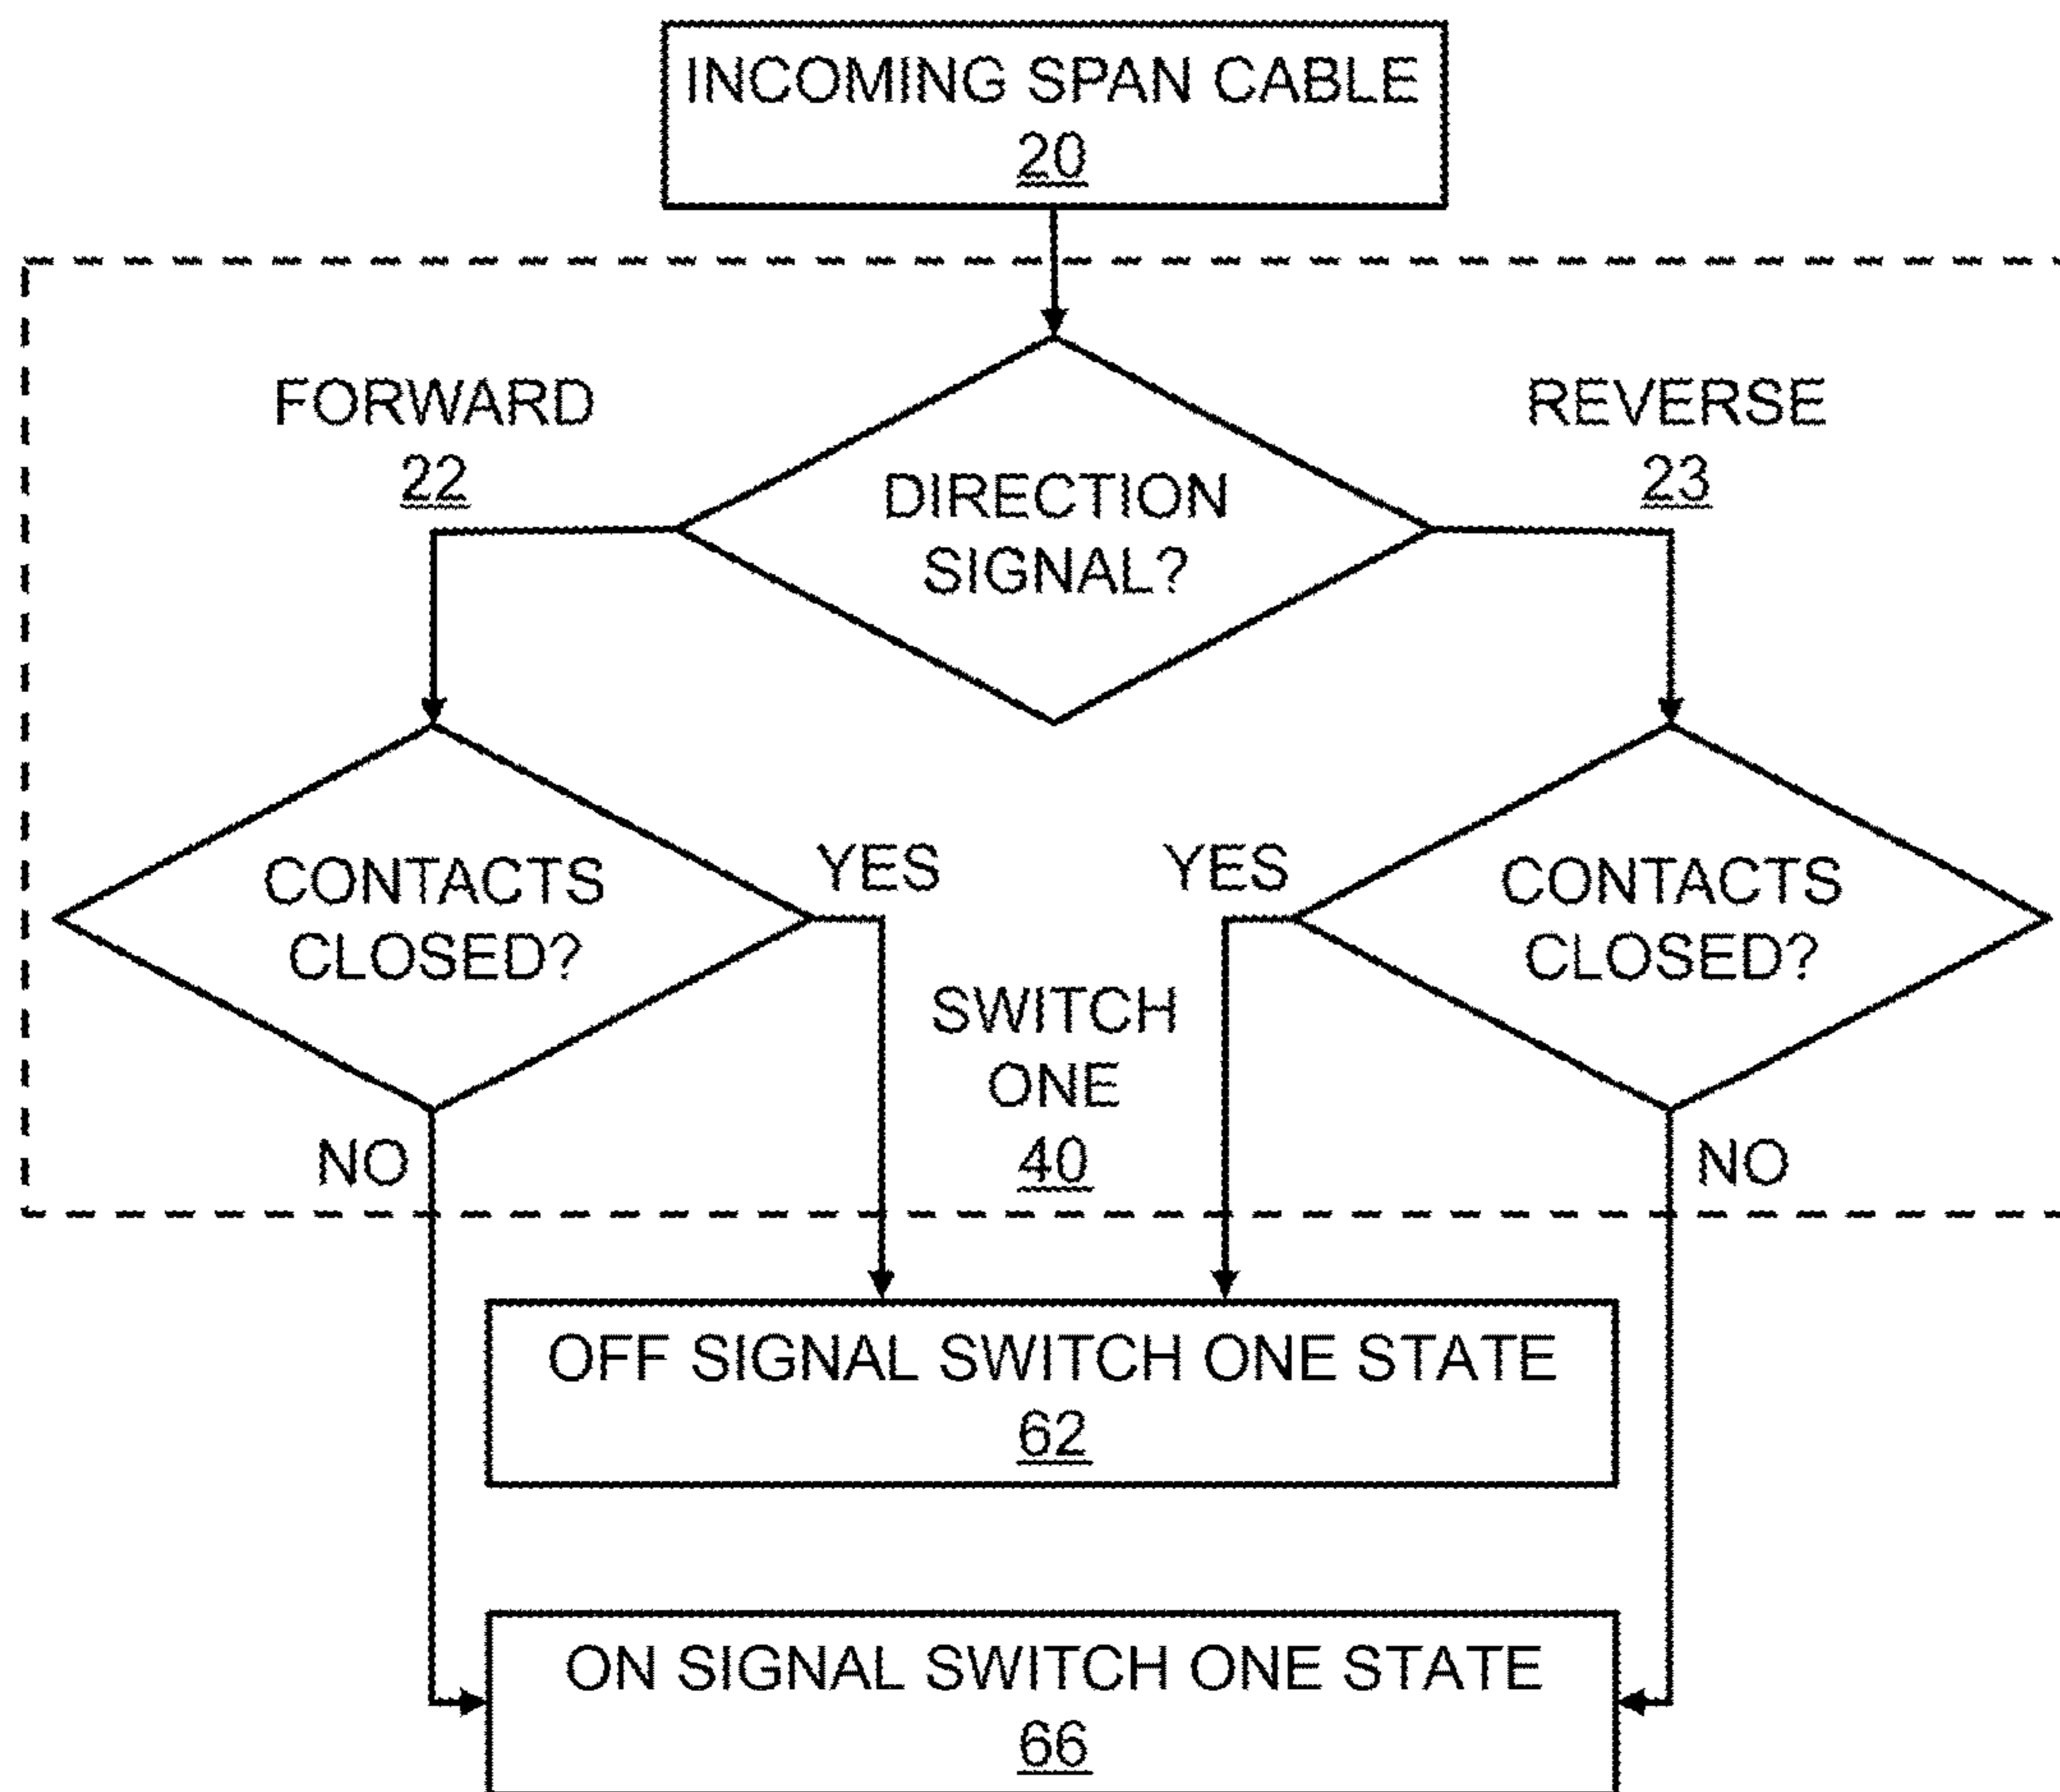 INCOMING SPAN CABLE
20
FORWARD
22
REVERSE
23
DIRECTION
SIGNAL?
CONTACTS
CLOSED?
YES
YES
CONTACTS
CLOSED?
SWITCH
ONE
40
NO
NO
OFF SIGNAL SWITCH ONE STATE
62
ON SIGNAL SWITCH ONE STATE
66